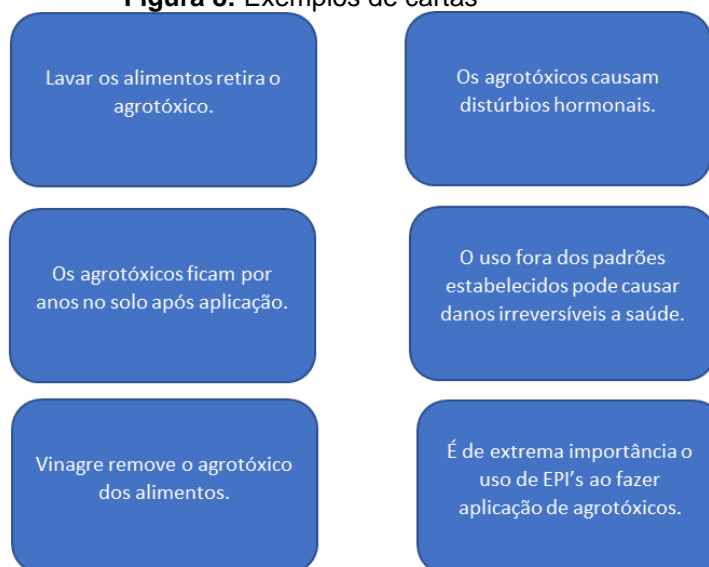 Figura 3: Exemplos de cartas
Lavar os alimentos retira o
agrotóxico.
Os agrotóxicos causam
distúrbios hormonais.
Os agrotóxicos ficam por
anos no solo após aplicação.
O uso fora dos padrões
estabelecidos pode causar
danos irreversíveis a saúde.
Vinagre remove o agrotóxico
dos alimentos.
É de extrema importância o
uso de EPI's ao fazer
aplicação de agrotóxicos.